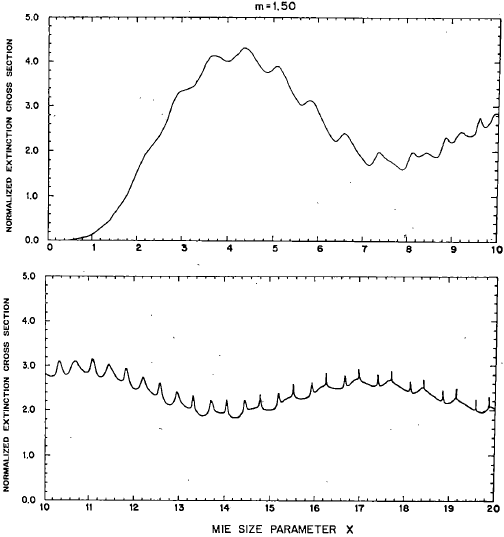 m=1.50
NORMALIZED EXTINCTION CROSS SECTION
5.0
4.0
3.0
2.0
1.0
0.0
0 1 2 3 4 5 6 7 8 9 10
NORMALIZED EXTINCTION CROSS SECTION
5.0
4.0
3.0
2.0
1.0
0.0
10 11 12 13 14 15 16 17 18 19 20
MIE SIZE PARAMETER X